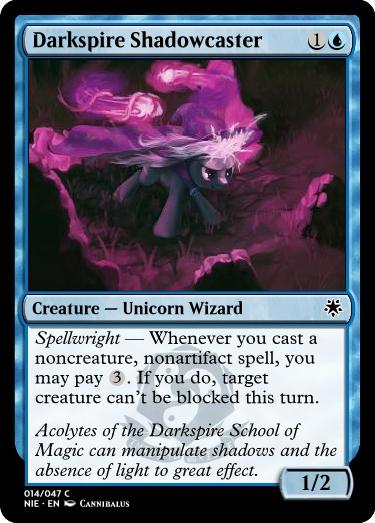 Darkspire Shadowcaster 1
Creature — Unicorn Wizard
Spellwright — Whenever you cast a
noncreature, nonartifact spell, you
may pay 3. If you do, target
creature can't be blocked this turn.
Acolytes of the Darkspire School of
Magic can manipulate shadows and the
absence of light to great effect.
1/2
014/047 C
NIE • EN Cannibalus